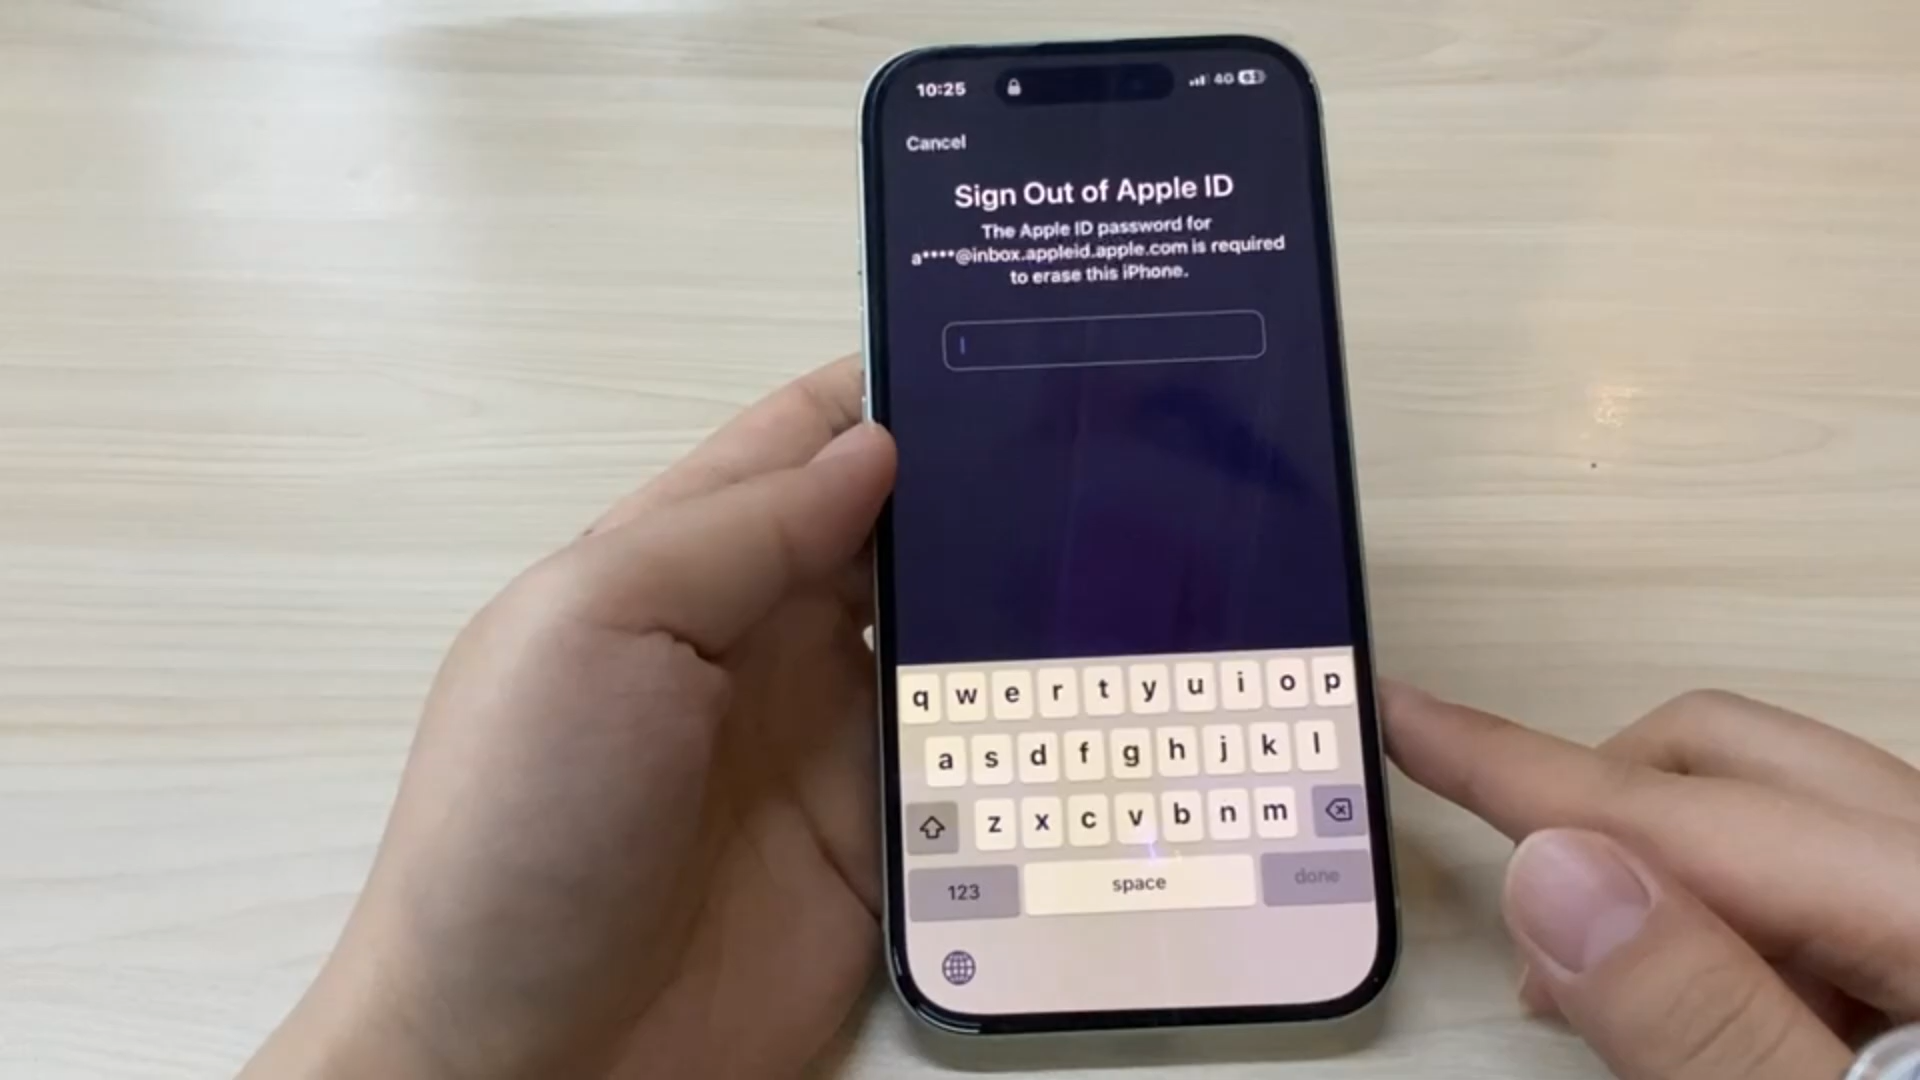 10:25 4G
Cancel
Sign Out of Apple ID
The Apple ID password for
a****@inbox.appleid.apple.com is required
to erase this iPhone.
q w e r t y u i o p
a s d f g h j k l
z x c v b n m
123 space done